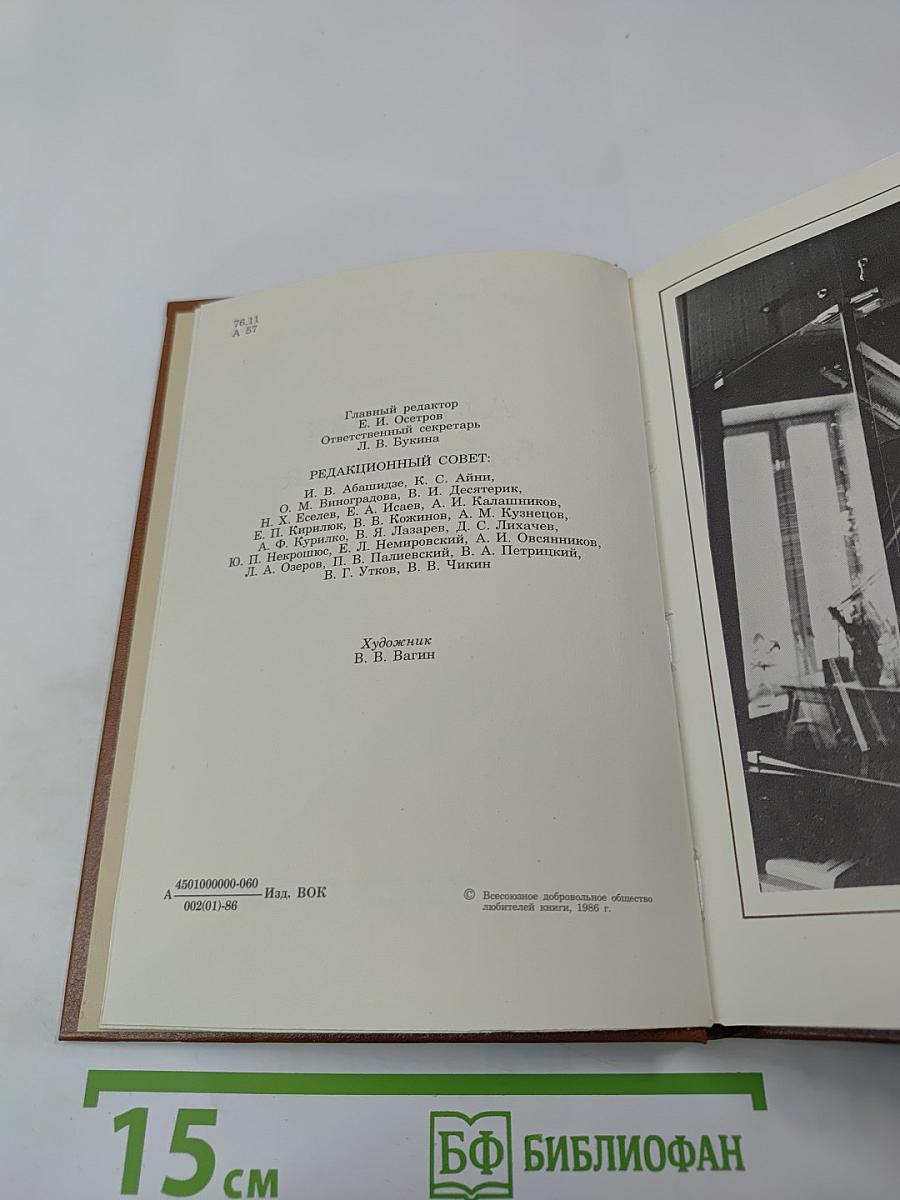 76.11
А 57
Главный редактор
Е. И. Осетров
Ответственный секретарь
Л. В. Букина
РЕДАКЦИОННЫЙ СОВЕТ:
И. В. Абашидзе, К. С. Айни,
О. М. Виноградова, В. И. Десятерик,
Н. Х. Еселев, Е. А. Исаев, А. И. Калашников,
Е. П. Кирилюк, В. В. Кожинов, А. М. Кузнецов,
А. Ф. Курилко, В. Я. Лазарев, Д. С. Лихачев,
Ю. П. Некрошюс, Е. Л. Немировский, А. И. Овсянников,
Л. А. Озеров, П. В. Палиевский, В. А. Петрицкий,
В. Г. Утков, В. В. Чикин
Художник
В. В. Вагин
А 4501000000-060 Изд. ВОК
002(01)-86
© Всесоюзное добровольное общество
любителей книги, 1986 г.
15 см
БФ БИБЛИОФАН